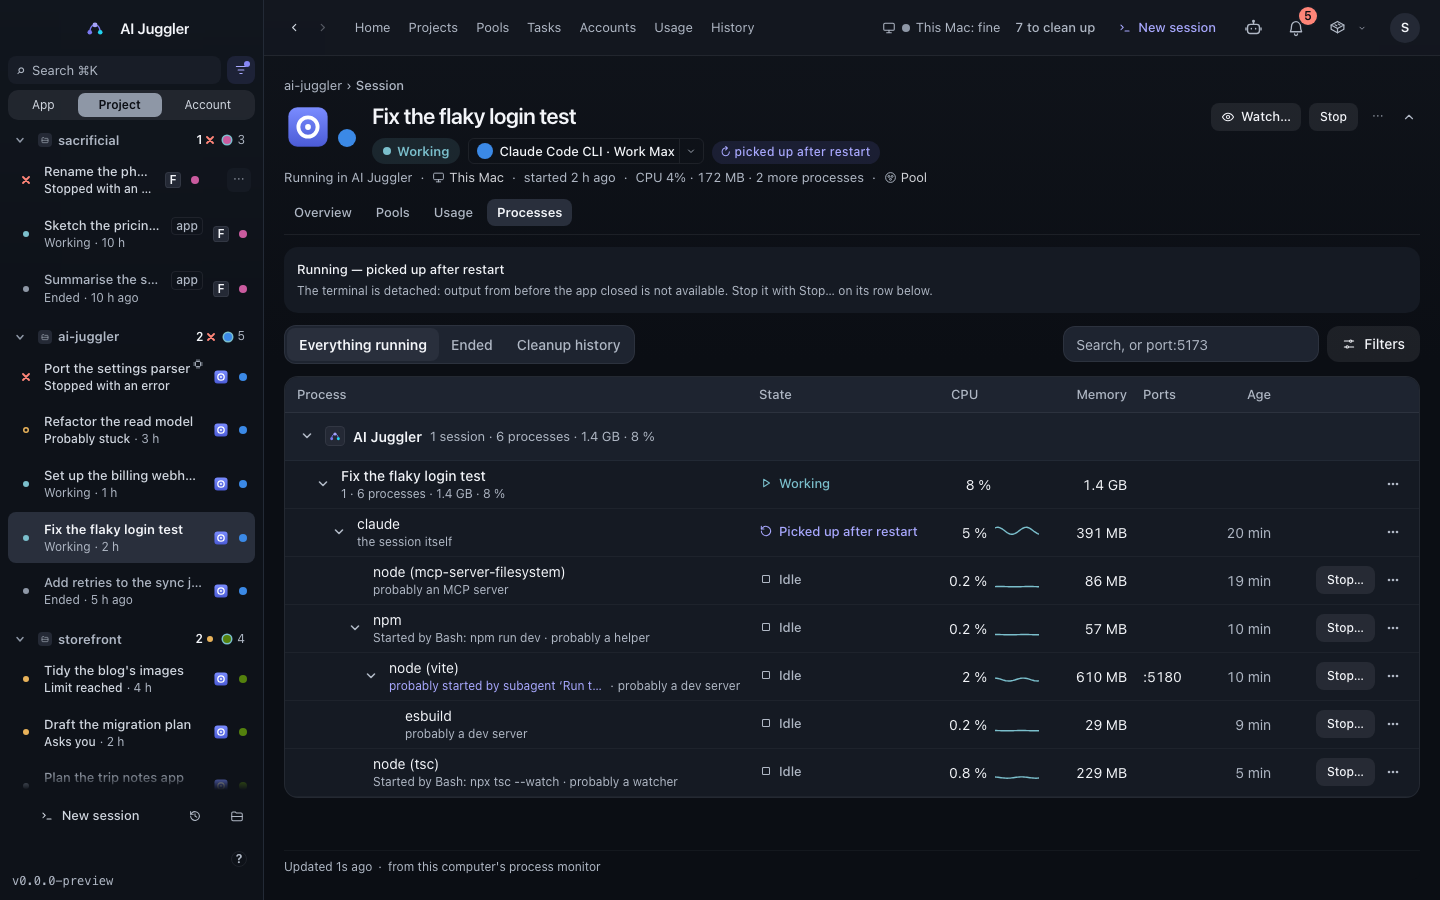 AI Juggler
Search ⌘K
App Project Account
sacrificial 1 3
Rename the ph...
Stopped with an ... F
Sketch the pricin... app
Working · 10 h F
Summarise the s... app
Ended · 10 h ago F
ai-juggler 2 5
Port the settings parser
Stopped with an error
Refactor the read model
Probably stuck · 3 h
Set up the billing webh...
Working · 1 h
Fix the flaky login test
Working · 2 h
Add retries to the sync j...
Ended · 5 h ago
storefront 2 4
Tidy the blog's images
Limit reached · 4 h
Draft the migration plan
Asks you · 2 h
Plan the trip notes app
New session
?
v0.0.0-preview
Home Projects Pools Tasks Accounts Usage History
This Mac: fine 7 to clean up New session 5 S
ai-juggler › Session
Fix the flaky login test
Watch... Stop ...
Working Claude Code CLI · Work Max picked up after restart
Running in AI Juggler · This Mac · started 2 h ago · CPU 4% · 172 MB · 2 more processes · Pool
Overview Pools Usage Processes
Running — picked up after restart
The terminal is detached: output from before the app closed is not available. Stop it with Stop... on its row below.
Everything running Ended Cleanup history
Search, or port:5173 Filters
Process State CPU Memory Ports Age
AI Juggler 1 session · 6 processes · 1.4 GB · 8 %
Fix the flaky login test
1 · 6 processes · 1.4 GB · 8 %
Working 8 % 1.4 GB
claude
the session itself
Picked up after restart 5 % 391 MB 20 min
node (mcp-server-filesystem)
probably an MCP server
Idle 0.2 % 86 MB 19 min Stop...
npm
Started by Bash: npm run dev · probably a helper
Idle 0.2 % 57 MB 10 min Stop...
node (vite)
probably started by subagent ‘Run t... · probably a dev server
Idle 2 % 610 MB :5180 10 min Stop...
esbuild
probably a dev server
Idle 0.2 % 29 MB 9 min Stop...
node (tsc)
Started by Bash: npx tsc --watch · probably a watcher
Idle 0.8 % 229 MB 5 min Stop...
Updated 1s ago · from this computer's process monitor